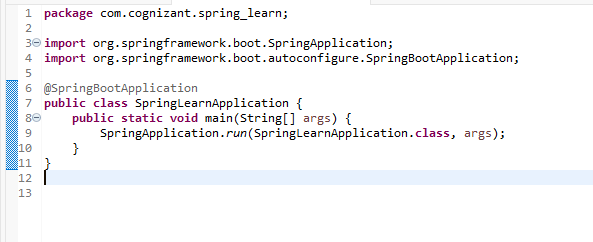 1 package com.cognizant.spring_learn;
2
3 import org.springframework.boot.SpringApplication;
4 import org.springframework.boot.autoconfigure.SpringBootApplication;
5
6 @SpringBootApplication
7 public class SpringLearnApplication {
8     public static void main(String[] args) {
9         SpringApplication.run(SpringLearnApplication.class, args);
10     }
11 }
12
13